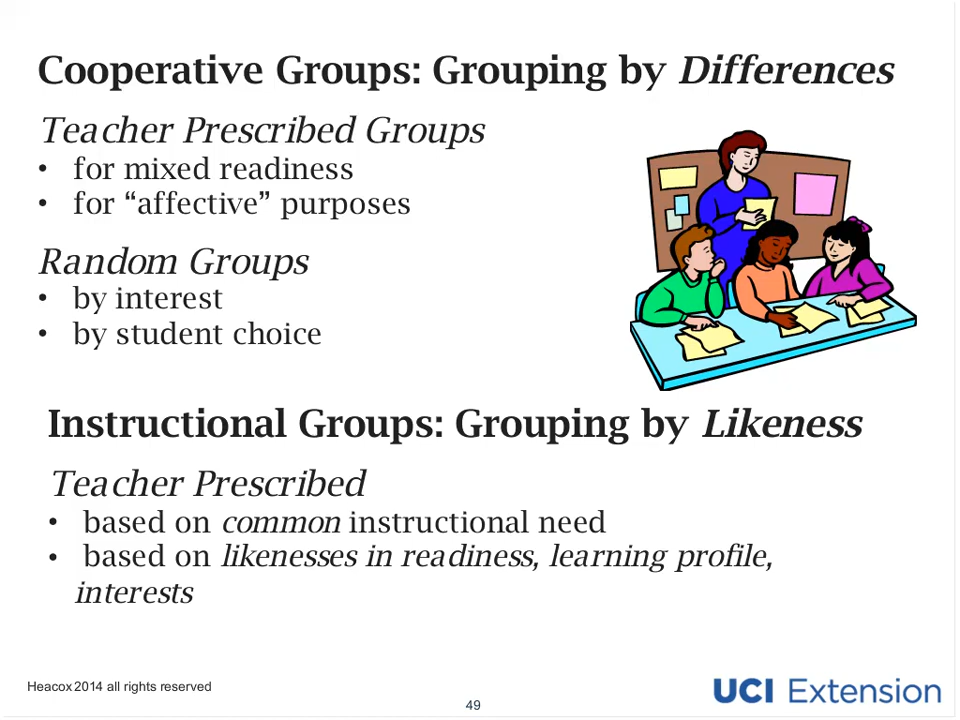 Cooperative Groups: Grouping by Differences
Teacher Prescribed Groups
• for mixed readiness
• for “affective” purposes
Random Groups
• by interest
• by student choice
Instructional Groups: Grouping by Likeness
Teacher Prescribed
• based on common instructional need
• based on likenesses in readiness, learning profile,
interests
Heacox 2014 all rights reserved
49
UCI Extension